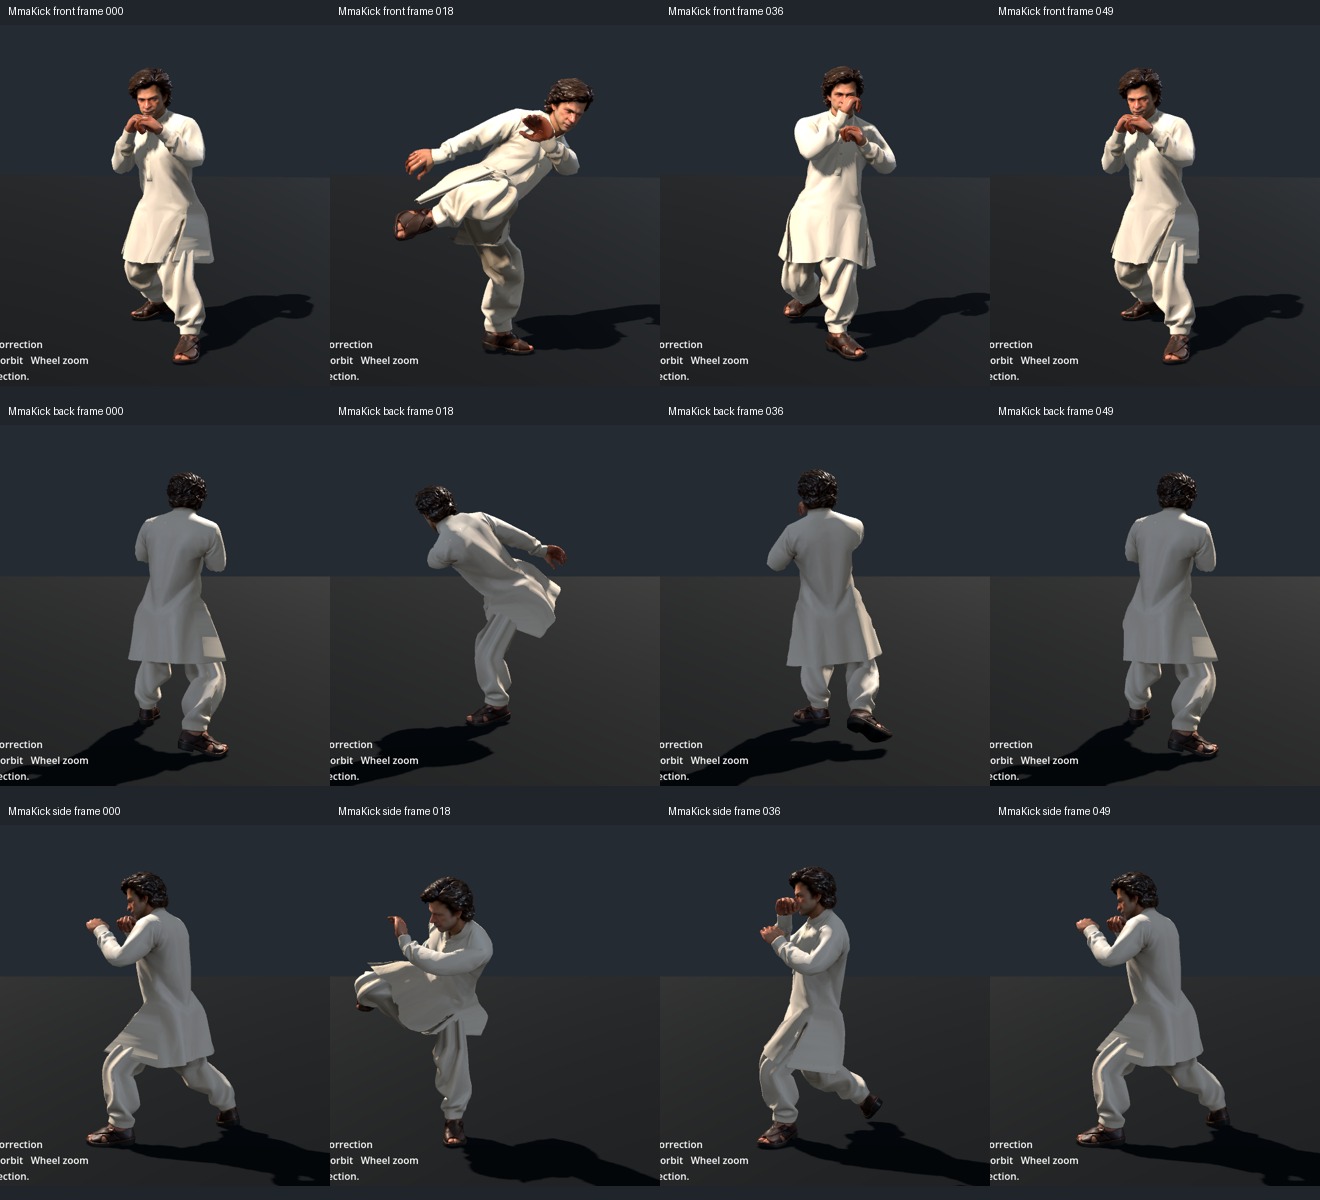 MmaKick front frame 000
MmaKick front frame 018
MmaKick front frame 036
MmaKick front frame 049
orrection
orbit Wheel zoom
ection.
orrection
orbit Wheel zoom
ection.
orrection
orbit Wheel zoom
ection.
orrection
orbit Wheel zoom
ection.
MmaKick back frame 000
MmaKick back frame 018
MmaKick back frame 036
MmaKick back frame 049
orrection
orbit Wheel zoom
ection.
orrection
orbit Wheel zoom
ection.
orrection
orbit Wheel zoom
ection.
orrection
orbit Wheel zoom
ection.
MmaKick side frame 000
MmaKick side frame 018
MmaKick side frame 036
MmaKick side frame 049
orrection
orbit Wheel zoom
ection.
orrection
orbit Wheel zoom
ection.
orrection
orbit Wheel zoom
ection.
orrection
orbit Wheel zoom
ection.